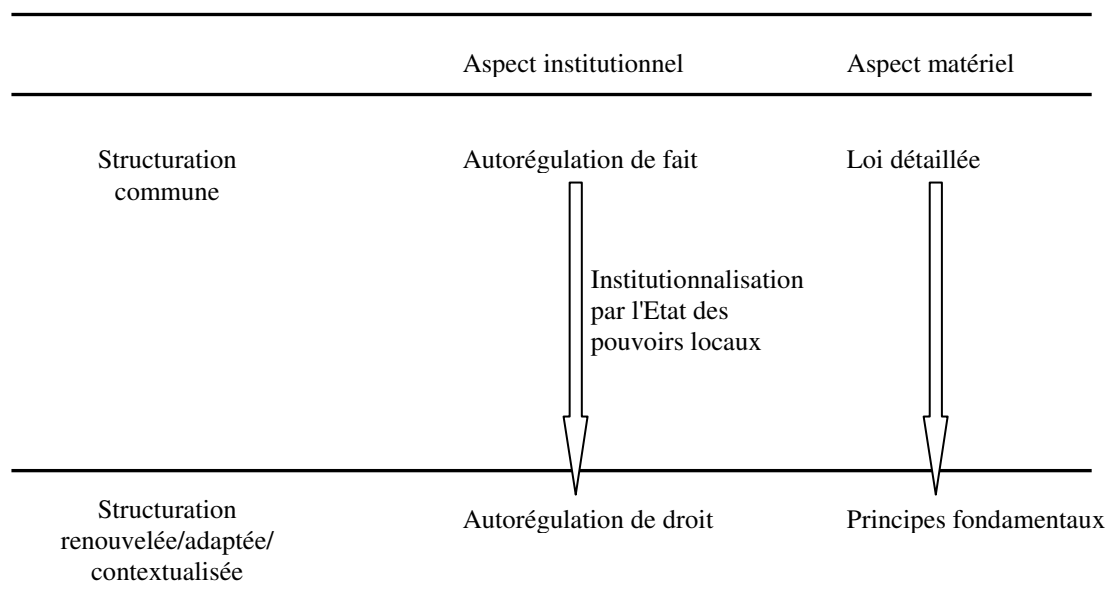 Aspect institutionnel
Aspect matériel
Structuration
commune
Autorégulation de fait
Loi détaillée
Institutionnalisation
par l'Etat des
pouvoirs locaux
Structuration
renouvelée/adaptée/
contextualisée
Autorégulation de droit
Principes fondamentaux